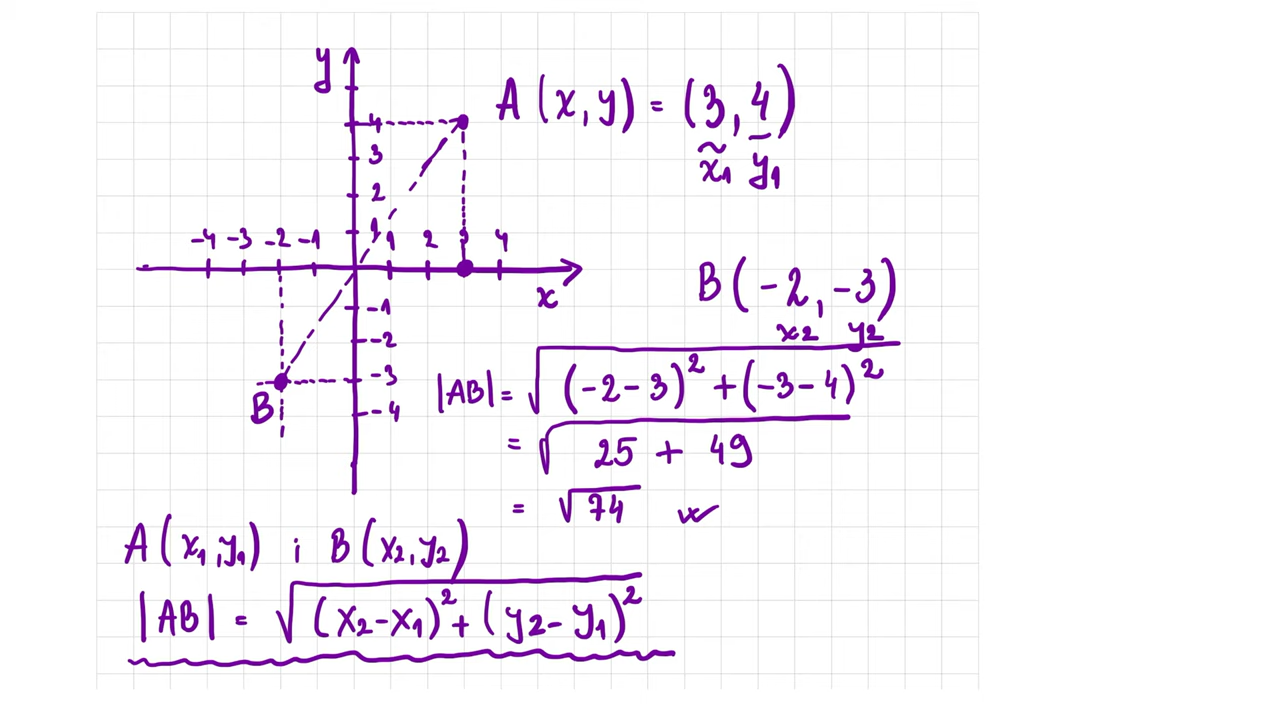 y
A(x,y) = (3,4)
x₁ y₁
4
3
2
1
-4 -3 -2 -1 1 2 3 4
x
-1
-2
-3
-4
B
B(-2,-3)
x2 y2
|AB| = √((-2-3)² + (-3-4)²)
= √(25 + 49)
= √74
A(x₁,y₁) i B(x₂,y₂)
|AB| = √((x₂-x₁)² + (y₂-y₁)²)